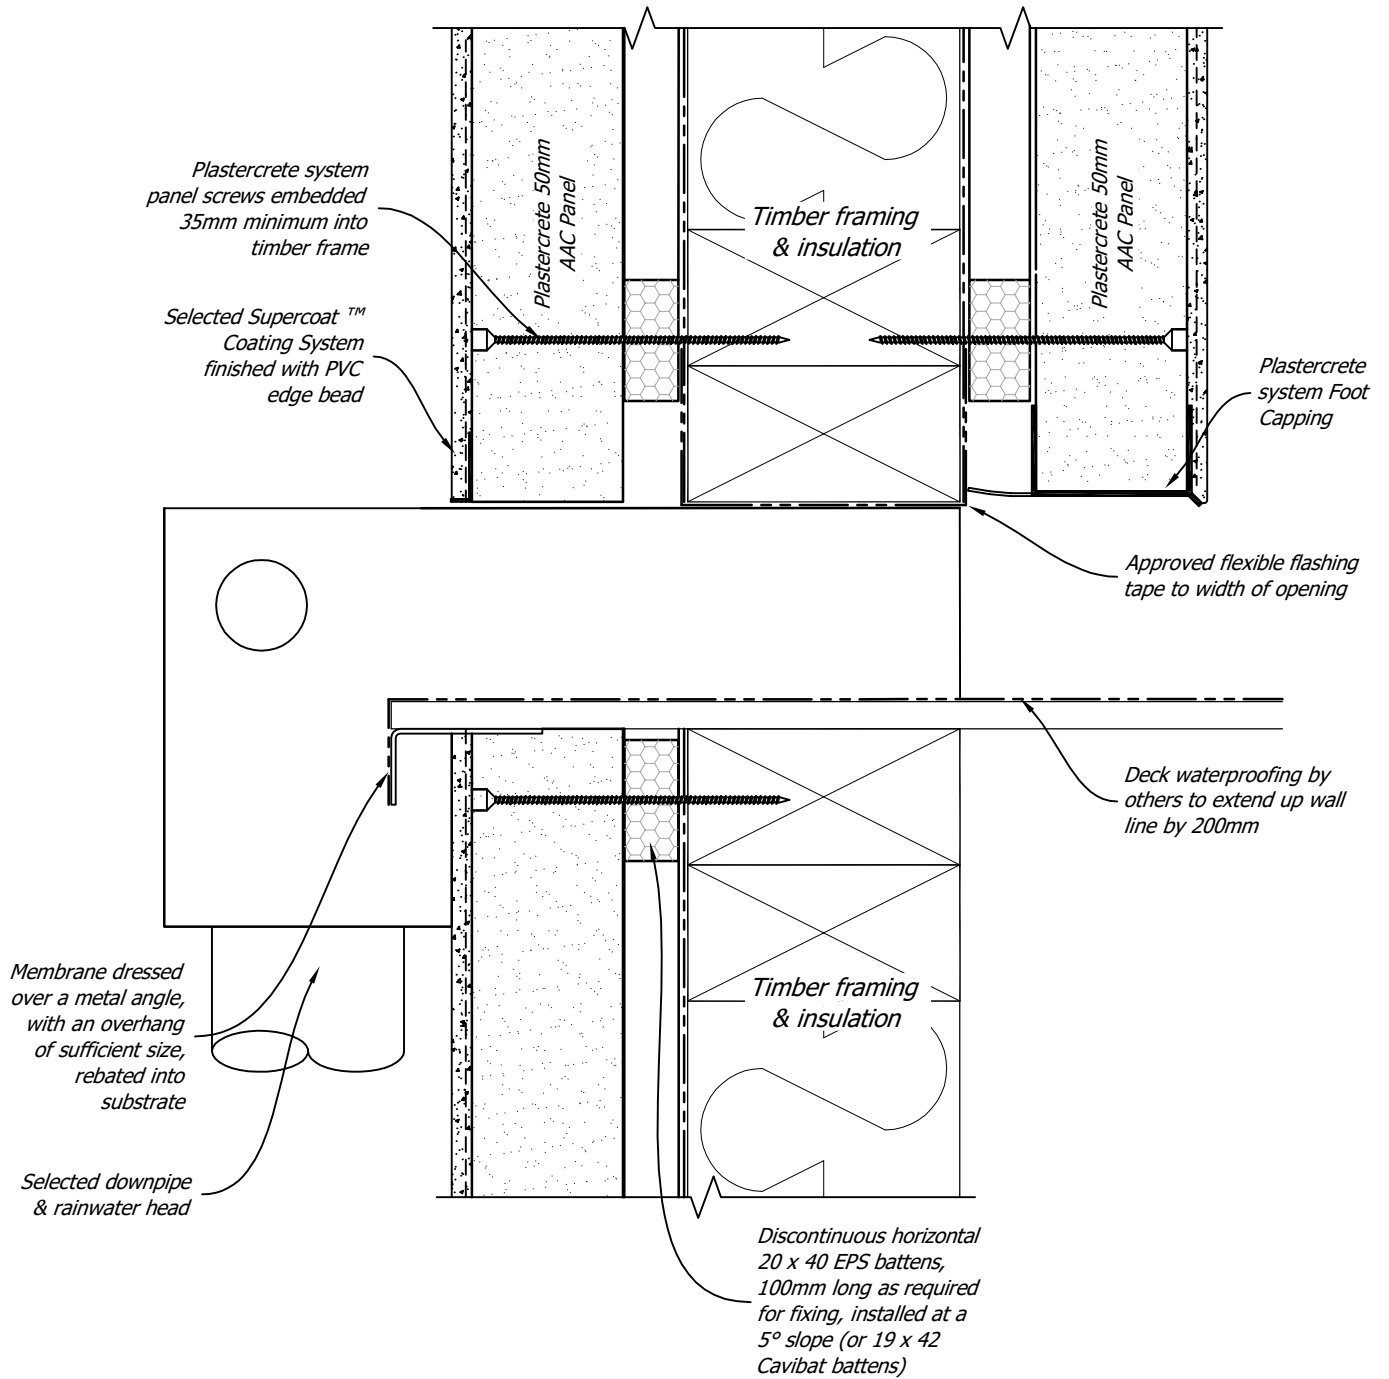 Plastercrete system
panel screws embedded
35mm minimum into
timber frame
Selected Supercoat ™
Coating System
finished with PVC
edge bead
Plastercrete 50mm
AAC Panel
Timber framing
& insulation
Plastercrete 50mm
AAC Panel
Plastercrete
system Foot
Capping
Approved flexible flashing
tape to width of opening
Deck waterproofing by
others to extend up wall
line by 200mm
Membrane dressed
over a metal angle,
with an overhang
of sufficient size,
rebated into
substrate
Timber framing
& insulation
Selected downpipe
& rainwater head
Discontinuous horizontal
20 x 40 EPS battens,
100mm long as required
for fixing, installed at a
5° slope (or 19 x 42
Cavibat battens)